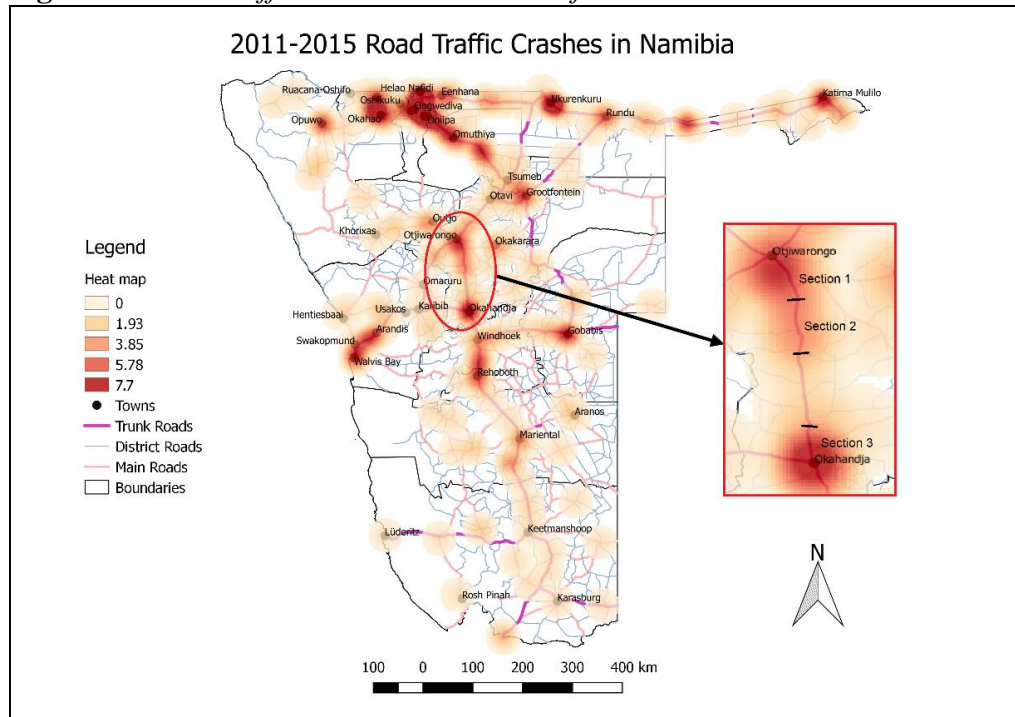 2011-2015 Road Traffic Crashes in Namibia
Ruacana-Oshifo
Helao Nafidi
Eenhana
Oshikuku
Ongwediva
Okahao
Oniipa
Opuwo
Omuthiya
Nkurenkuru
Rundu
Katima Mulilo
Tsumeb
Grootfontein
Otavi
Outjo
Khorixas
Otjiwarongo
Okakarara
Omaruru
Usakos
Karibib
Okahandja
Hentiesbaai
Arandis
Swakopmund
Walvis Bay
Windhoek
Gobabis
Rehoboth
Aranos
Mariental
Lüderitz
Keetmanshoop
Rosh Pinah
Karasburg
Legend
Heat map
0
1.93
3.85
5.78
7.7
Towns
Trunk Roads
District Roads
Main Roads
Boundaries
Otjiwarongo
Section 1
Section 2
Section 3
Okahandja
N
100 0 100 200 300 400 km